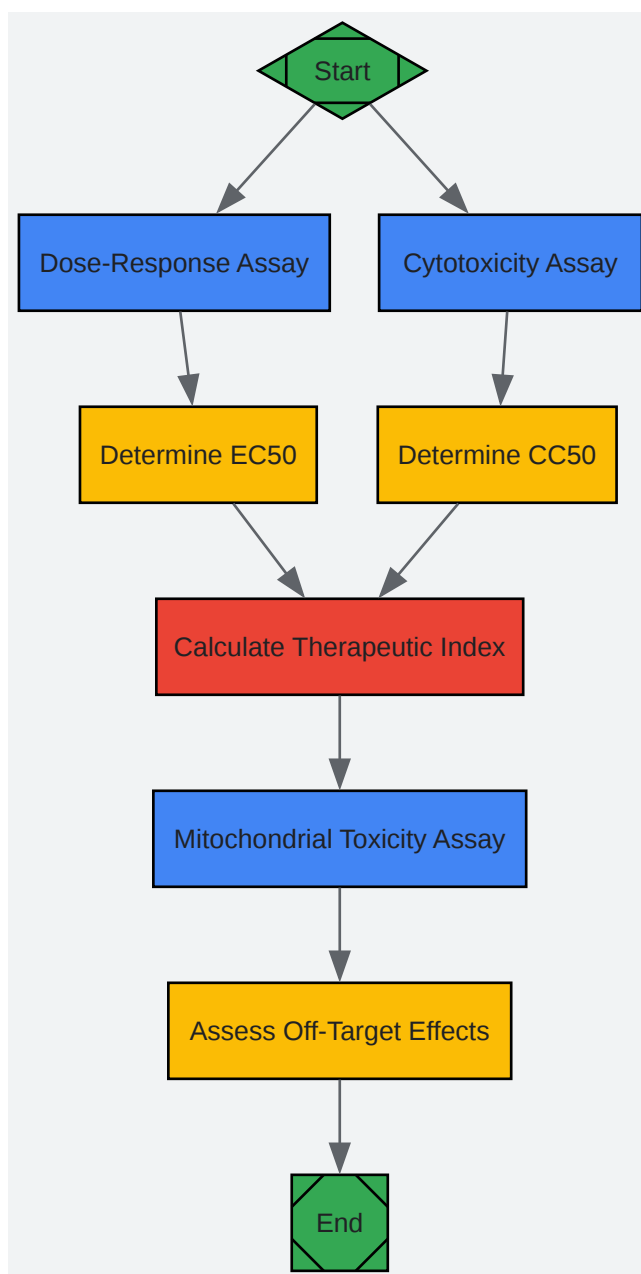 Start
Dose-Response Assay
Cytotoxicity Assay
Determine EC50
Determine CC50
Calculate Therapeutic Index
Mitochondrial Toxicity Assay
Assess Off-Target Effects
End